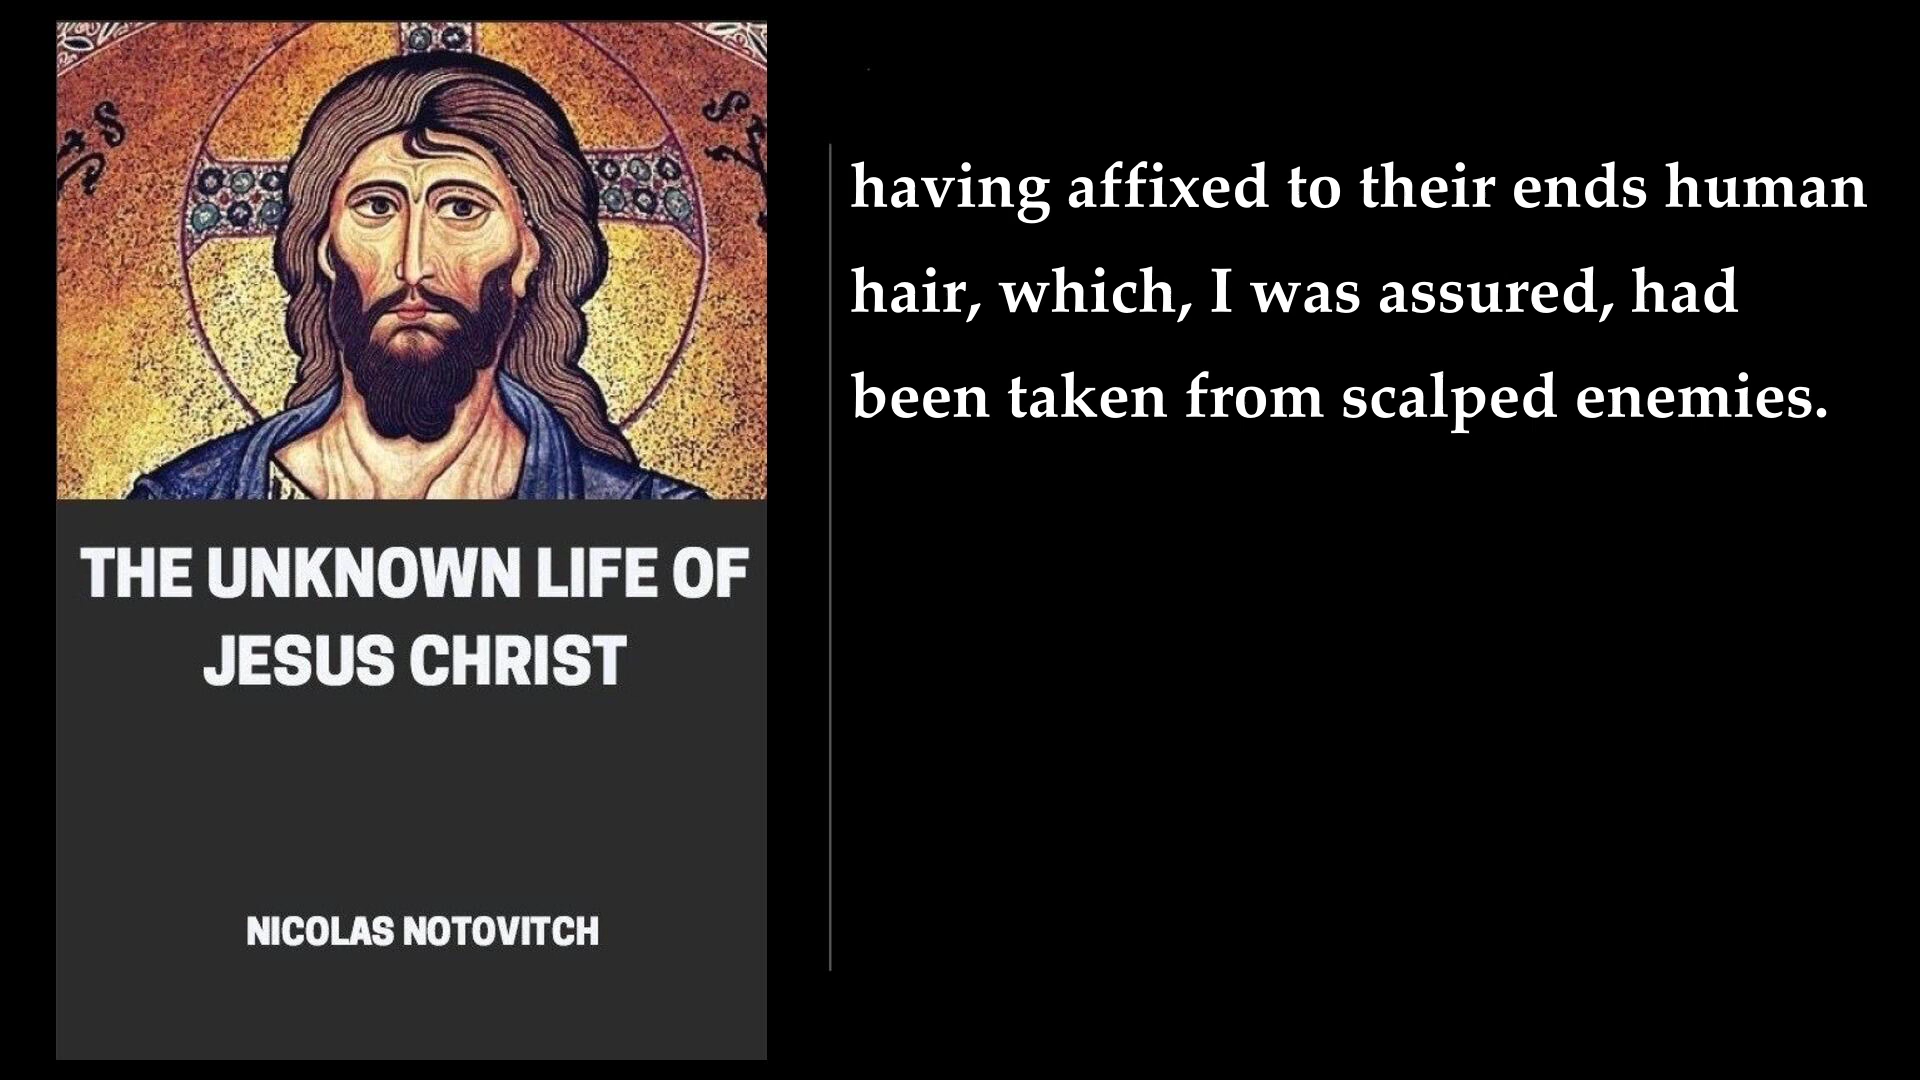 THE UNKNOWN LIFE OF
JESUS CHRIST
NICOLAS NOTOVITCH
having affixed to their ends human
hair, which, I was assured, had
been taken from scalped enemies.